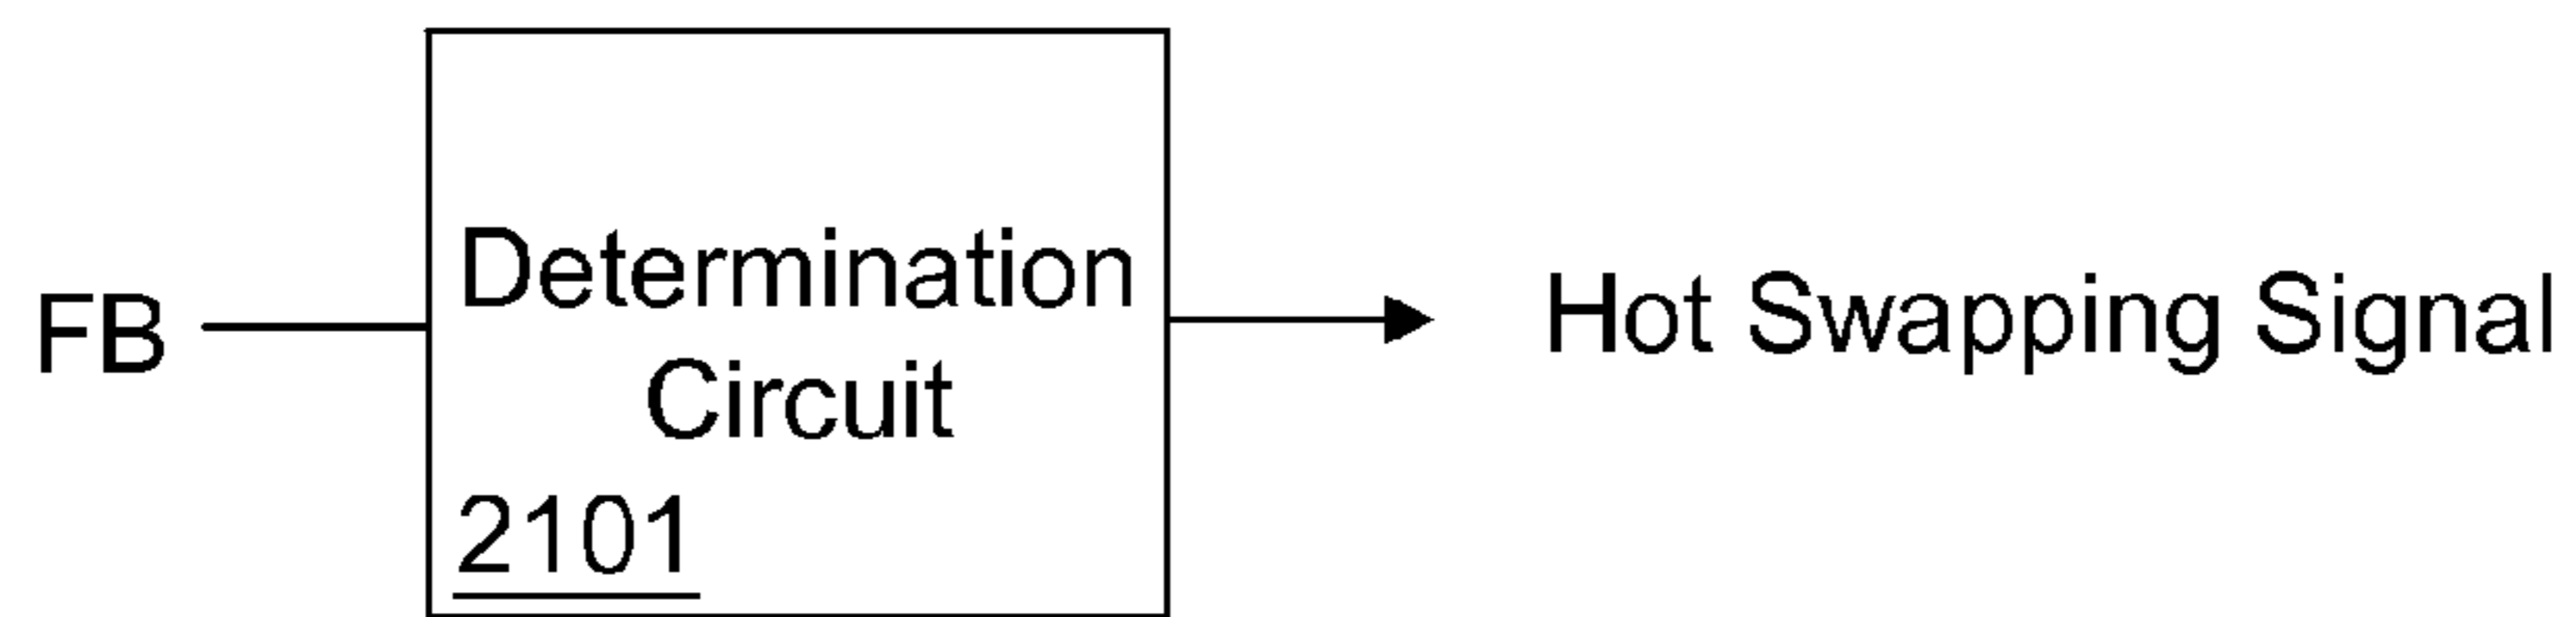 FB
Determination
Circuit
2101
Hot Swapping Signal